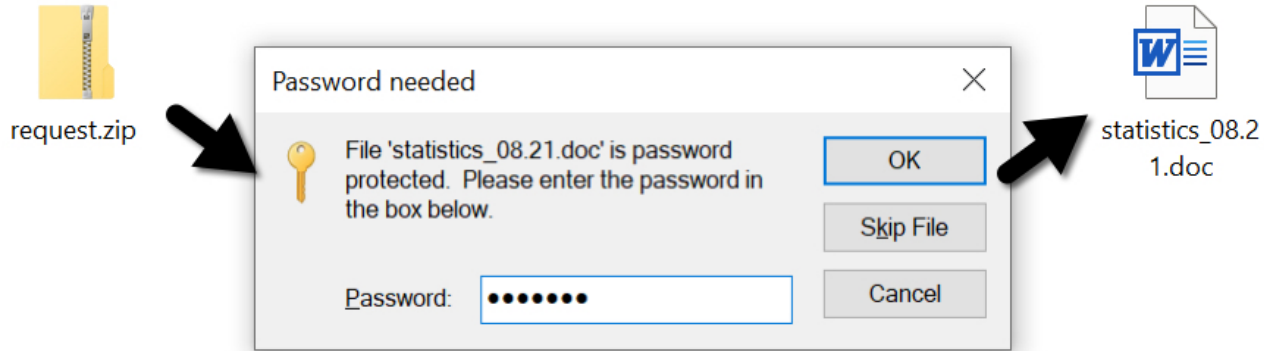 request.zip
Password needed
File 'statistics_08.21.doc' is password
protected. Please enter the password in
the box below.
Password:
OK
Skip File
Cancel
W
statistics_08.2
1.doc